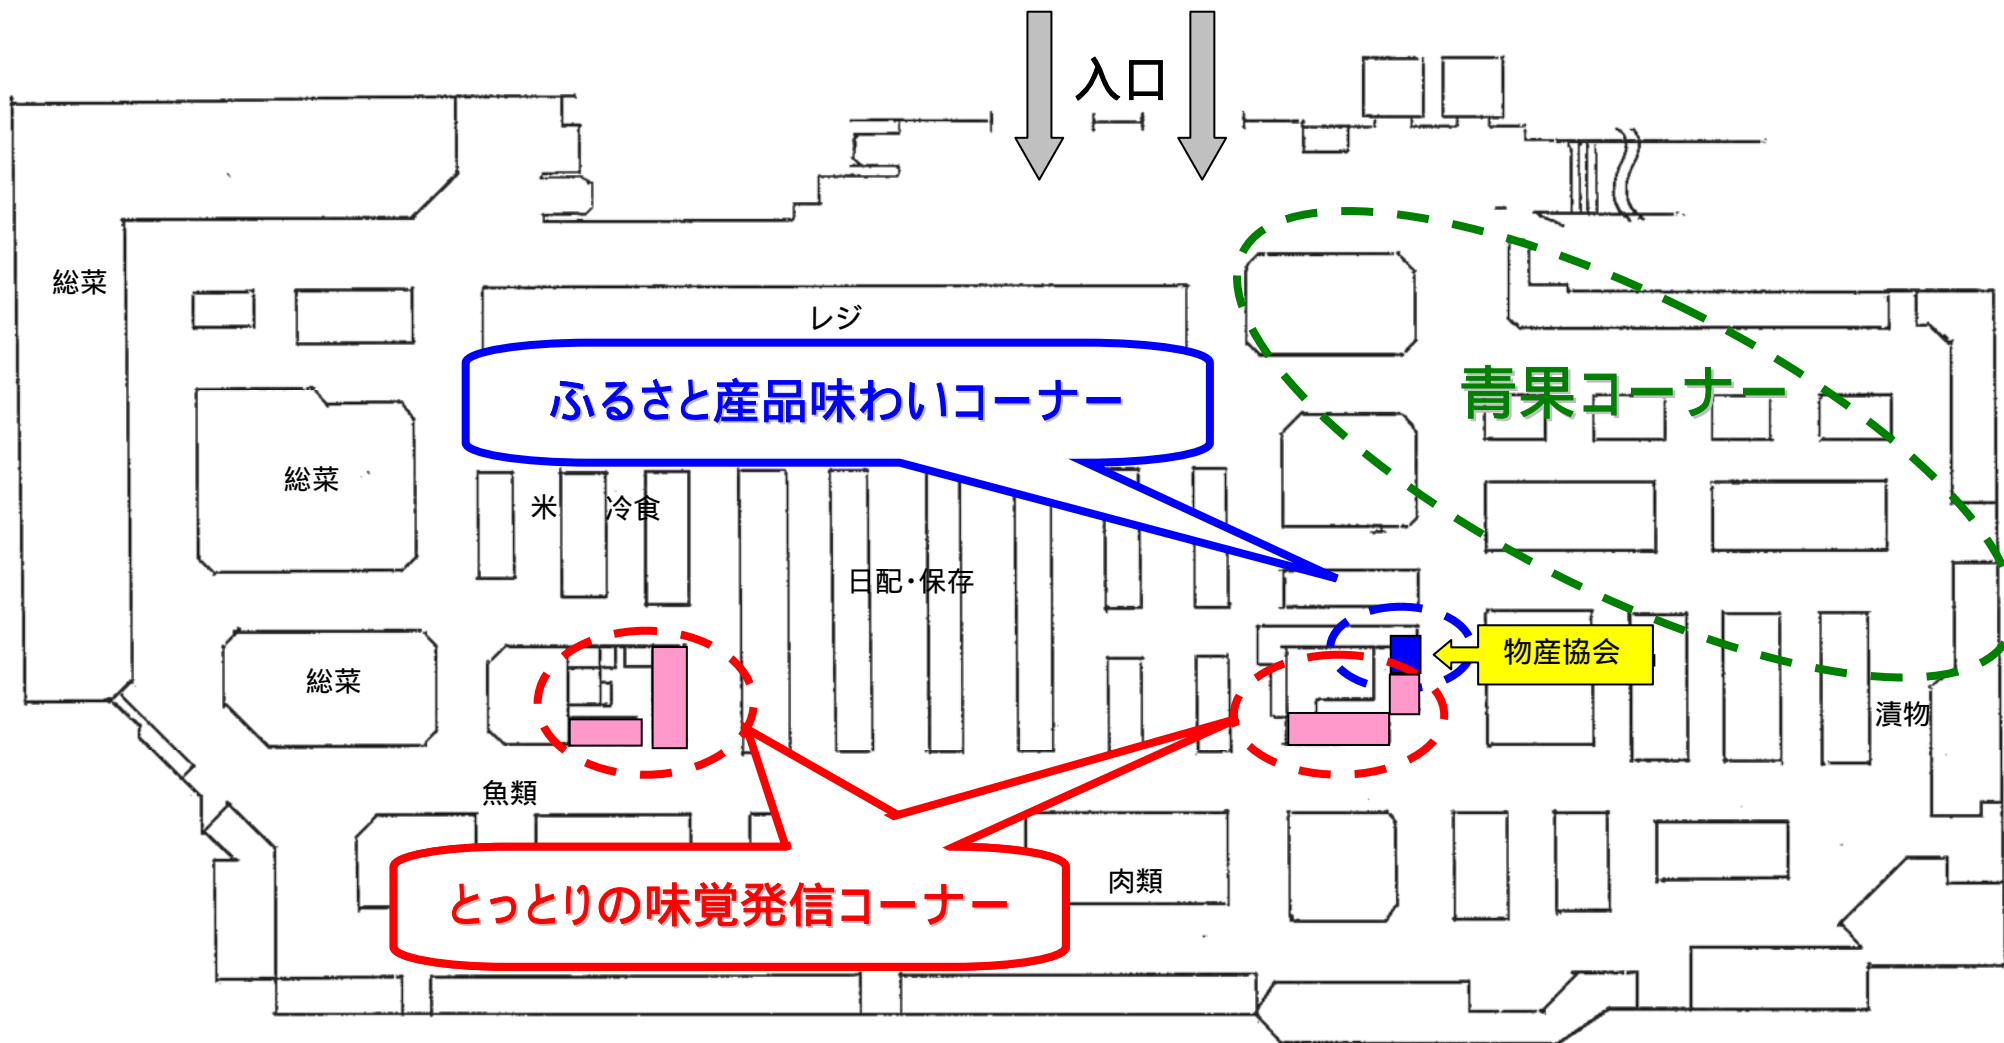 入口
総菜
レジ
ふるさと産品味わいコーナー
青果コーナー
総菜
米
冷食
日配・保存
物産協会
総菜
漬物
魚類
肉類
とっとりの味覚発信コーナー